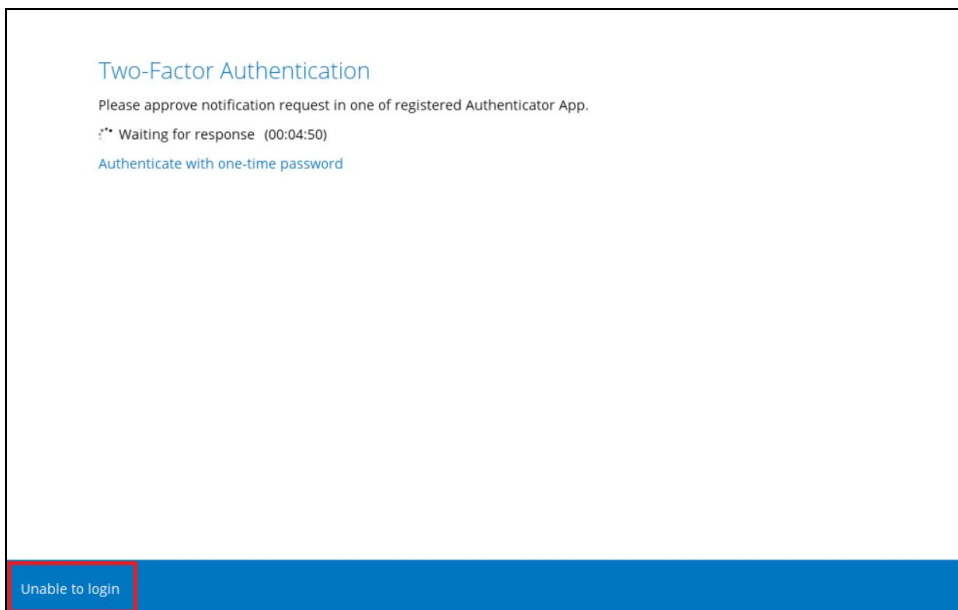 Two-Factor Authentication
Please approve notification request in one of registered Authenticator App.
Waiting for response (00:04:50)
Authenticate with one-time password
Unable to login